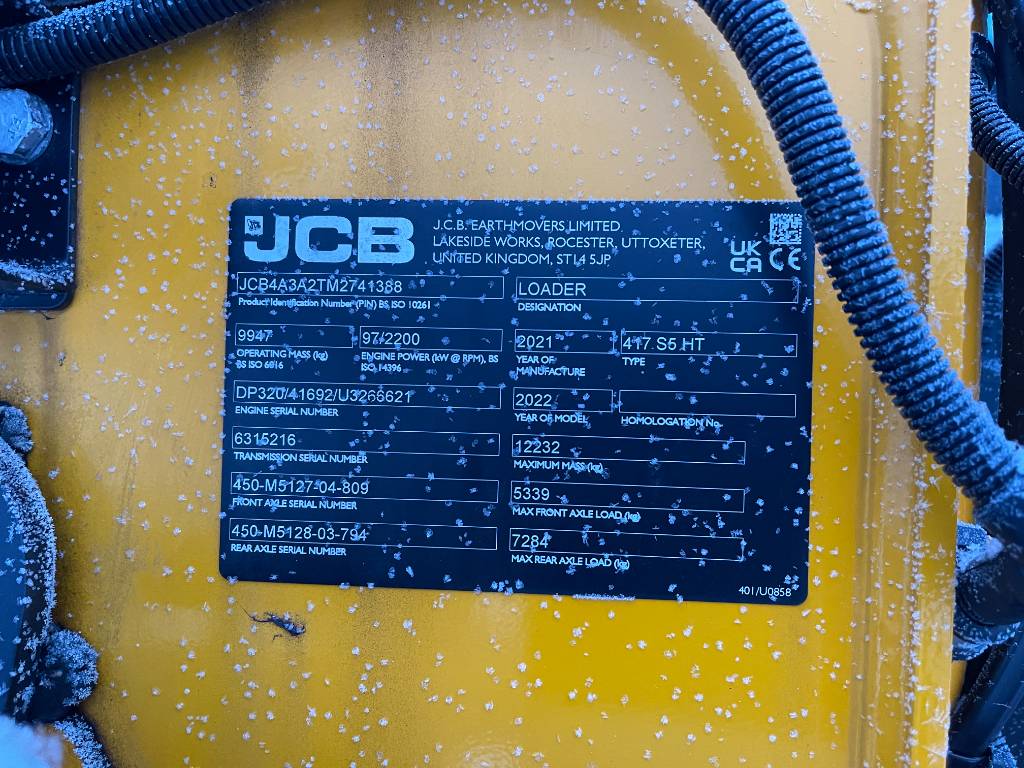 JCB
J.C.B. EARTHMOVERS LIMITED
LAKESIDE WORKS, ROCESTER, UTTOXETER,
UNITED KINGDOM, ST14 5JP
UK
CA CE
JCB4A3A2TM2741388
Product Identification Number (PIN) BS ISO 10261
LOADER
DESIGNATION
9947
OPERATING MASS (kg)
BS ISO 6016
97/2200
ENGINE POWER (kW @ RPM), BS
ISO 14396
2021
YEAR OF
MANUFACTURE
417 S5 HT
TYPE
DP320/41692/U3266621
ENGINE SERIAL NUMBER
2022
YEAR OF MODEL
HOMOLOGATION No.
6315216
TRANSMISSION SERIAL NUMBER
12232
MAXIMUM MASS (kg)
450-M5127-04-809
FRONT AXLE SERIAL NUMBER
5339
MAX FRONT AXLE LOAD (kg)
450-M5128-03-794
REAR AXLE SERIAL NUMBER
7284
MAX REAR AXLE LOAD (kg)
401/U0858